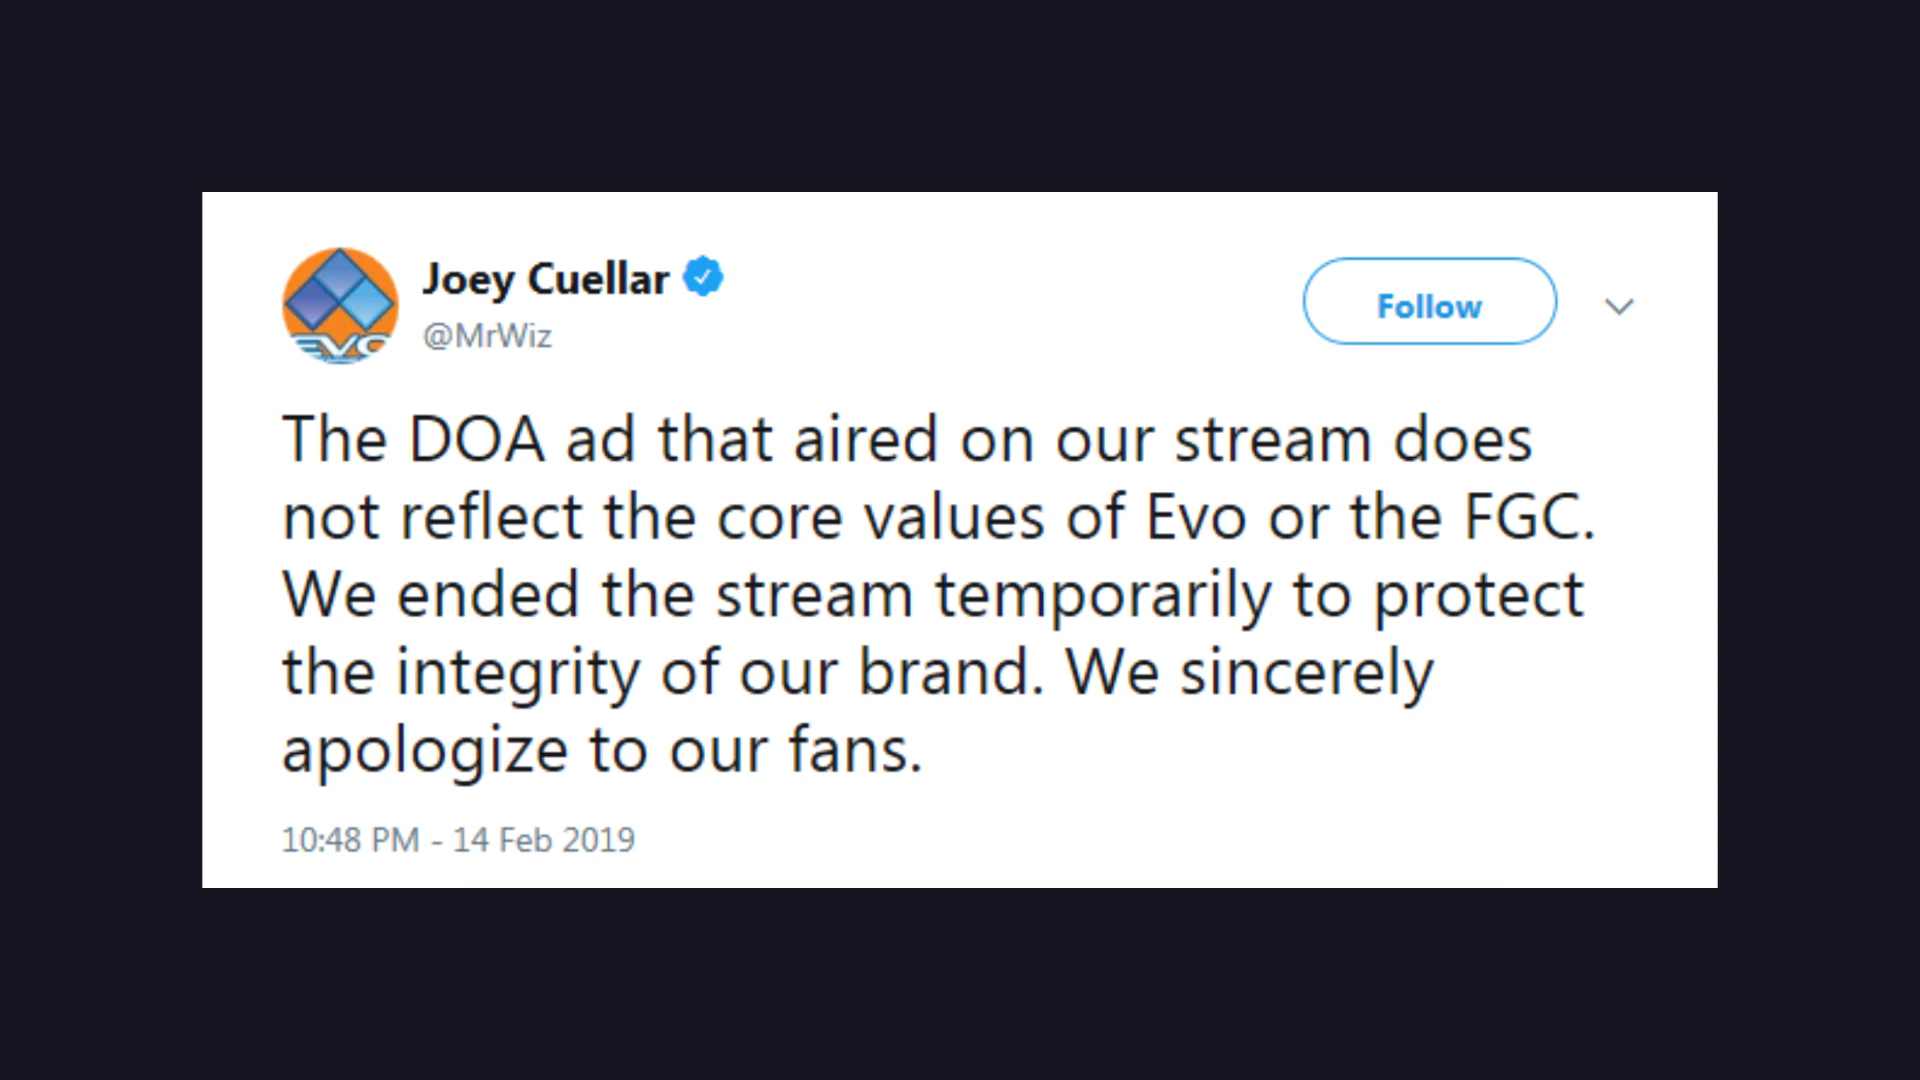 Joey Cuellar
@MrWiz
Follow
EVO
The DOA ad that aired on our stream does
not reflect the core values of Evo or the FGC.
We ended the stream temporarily to protect
the integrity of our brand. We sincerely
apologize to our fans.
10:48 PM - 14 Feb 2019